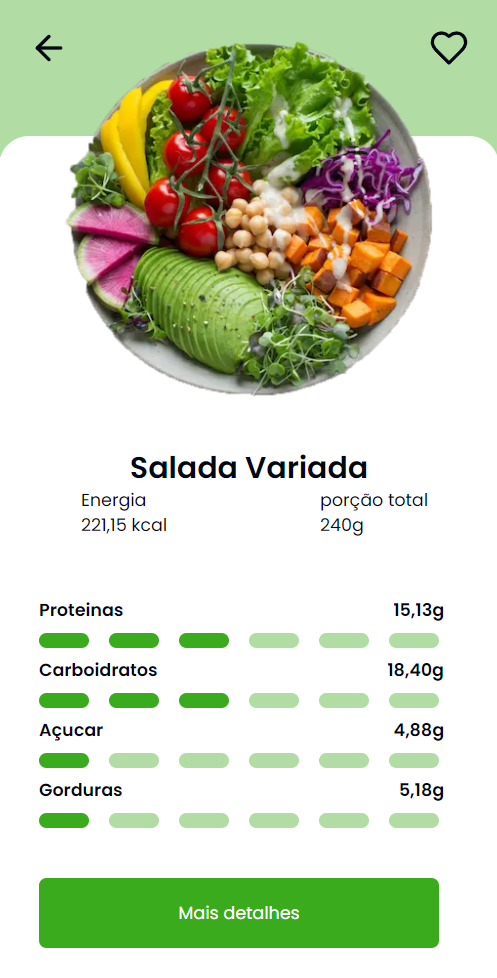 Salada Variada
Energia
221,15 kcal
porção total
240g
Proteinas 15,13g
Carboidratos 18,40g
Açucar 4,88g
Gorduras 5,18g
Mais detalhes